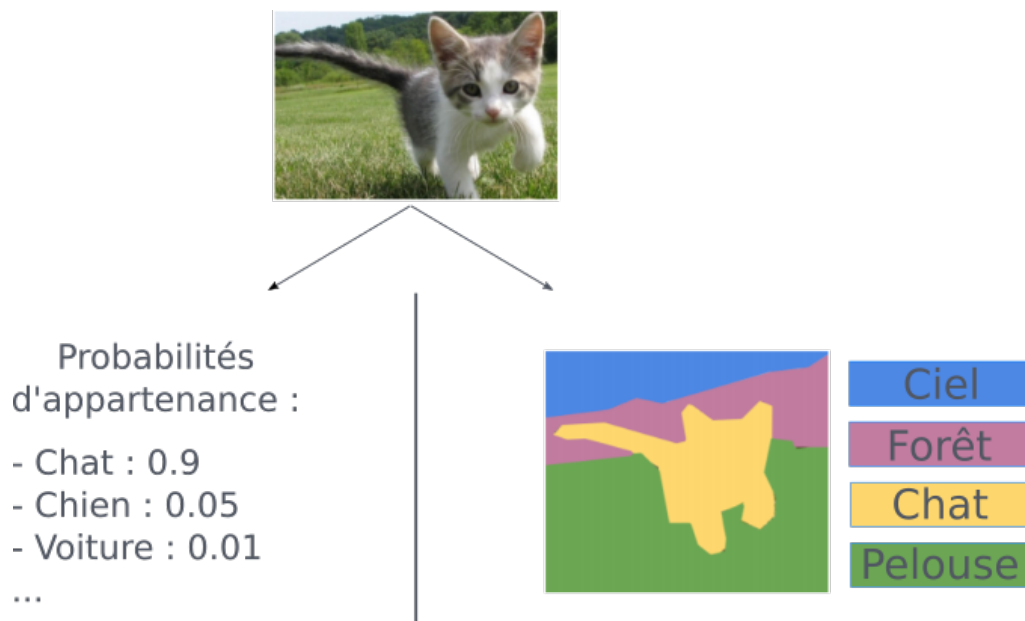 Probabilités
d'appartenance :
- Chat : 0.9
- Chien : 0.05
- Voiture : 0.01
...
Ciel
Forêt
Chat
Pelouse